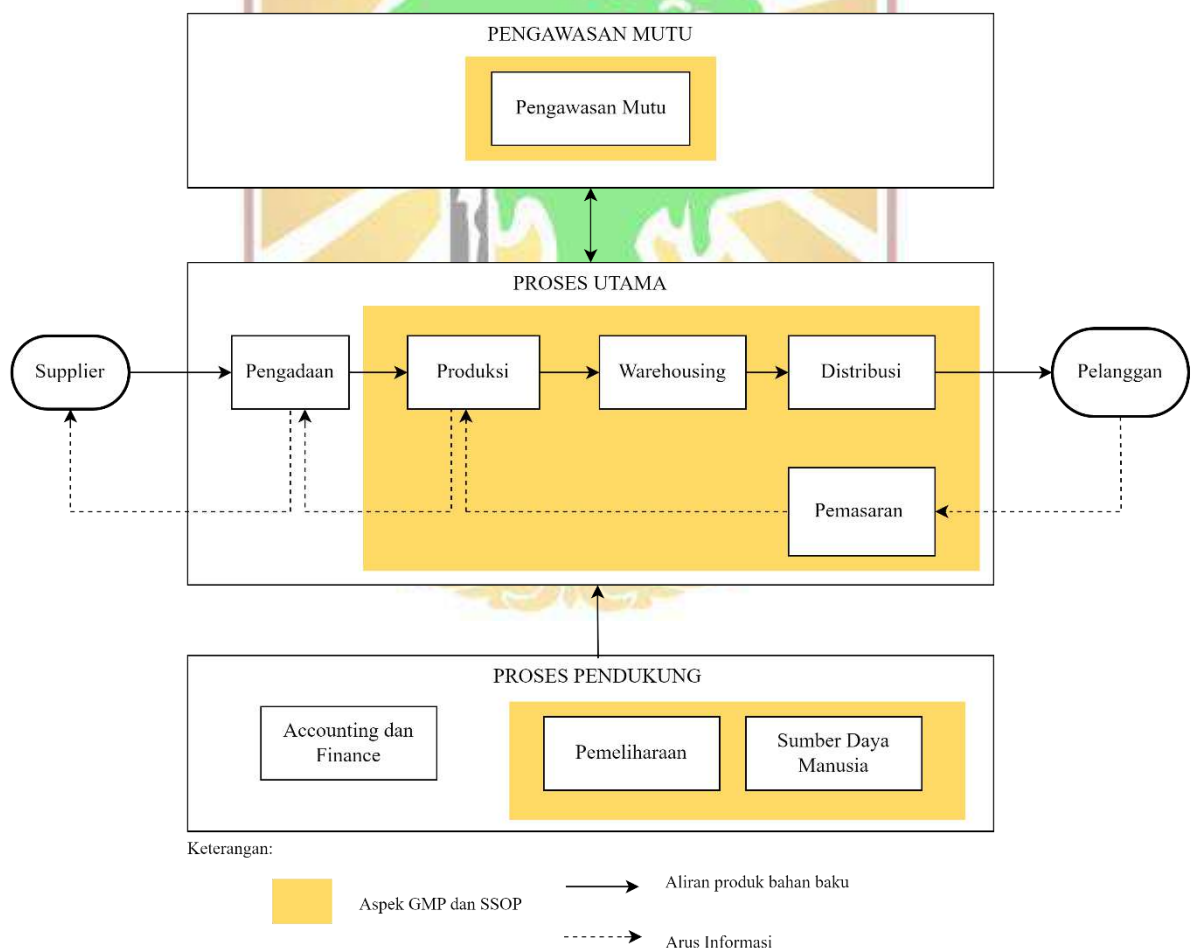 PENGAWASAN MUTU
Pengawasan Mutu
PROSES UTAMA
Supplier
Pengadaan
Produksi
Warehousing
Distribusi
Pelanggan
Pemasaran
PROSES PENDUKUNG
Accounting dan
Finance
Pemeliharaan
Sumber Daya
Manusia
Keterangan:
Aspek GMP dan SSOP
Aliran produk bahan baku
Arus Informasi